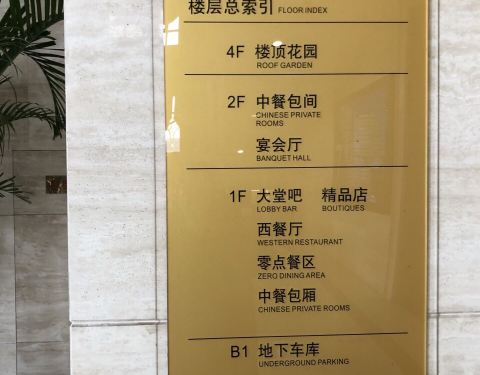 楼层总索引 FLOOR INDEX
4F 楼顶花园
ROOF GARDEN
2F 中餐包间
CHINESE PRIVATE
ROOMS
宴会厅
BANQUET HALL
1F 大堂吧 精品店
LOBBY BAR BOUTIQUES
西餐厅
WESTERN RESTAURANT
零点餐区
ZERO DINING AREA
中餐包厢
CHINESE PRIVATE ROOMS
B1 地下车库
UNDERGROUND PARKING